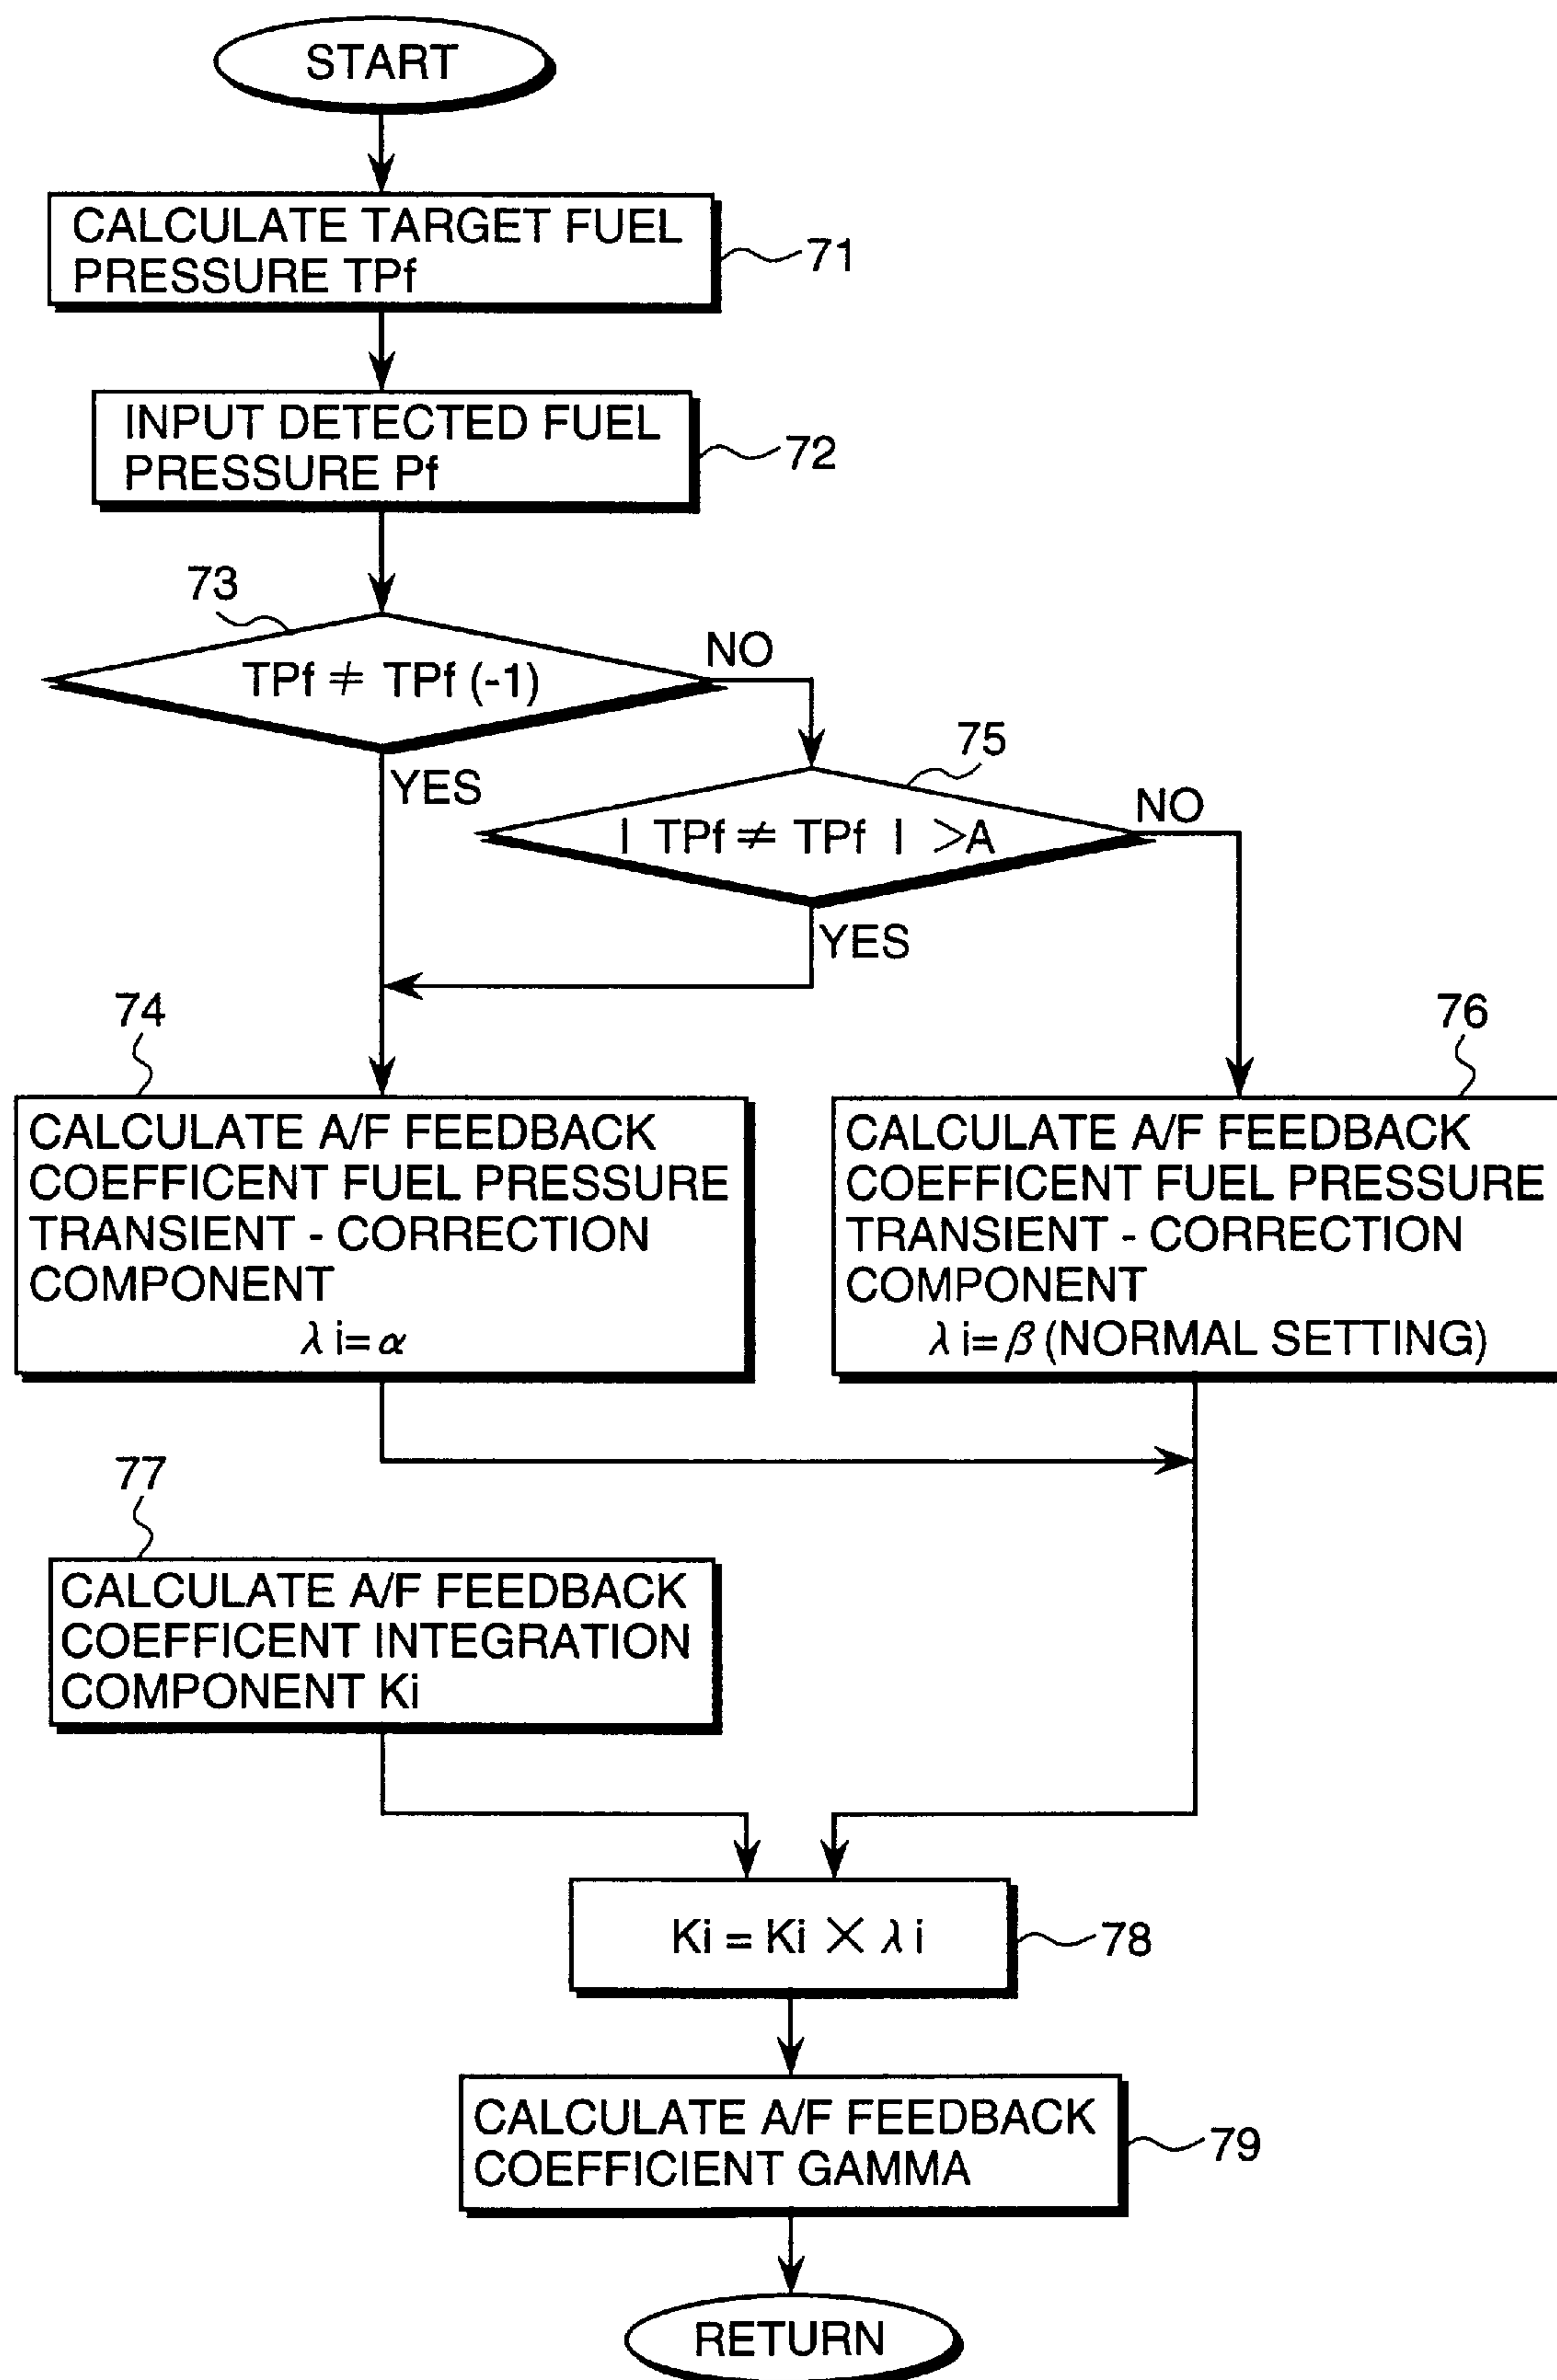 START
CALCULATE TARGET FUEL
PRESSURE TPf
71
INPUT DETECTED FUEL
PRESSURE Pf
72
73
TPf ≠ TPf (-1)
NO
YES
75
| TPf ≠ TPf | >A
NO
YES
74
CALCULATE A/F FEEDBACK
COEFFICENT FUEL PRESSURE
TRANSIENT - CORRECTION
COMPONENT
λ i= α
76
CALCULATE A/F FEEDBACK
COEFFICENT FUEL PRESSURE
TRANSIENT - CORRECTION
COMPONENT
λ i= β (NORMAL SETTING)
77
CALCULATE A/F FEEDBACK
COEFFICENT INTEGRATION
COMPONENT Ki
Ki = Ki × λ i
78
CALCULATE A/F FEEDBACK
COEFFICIENT GAMMA
79
RETURN